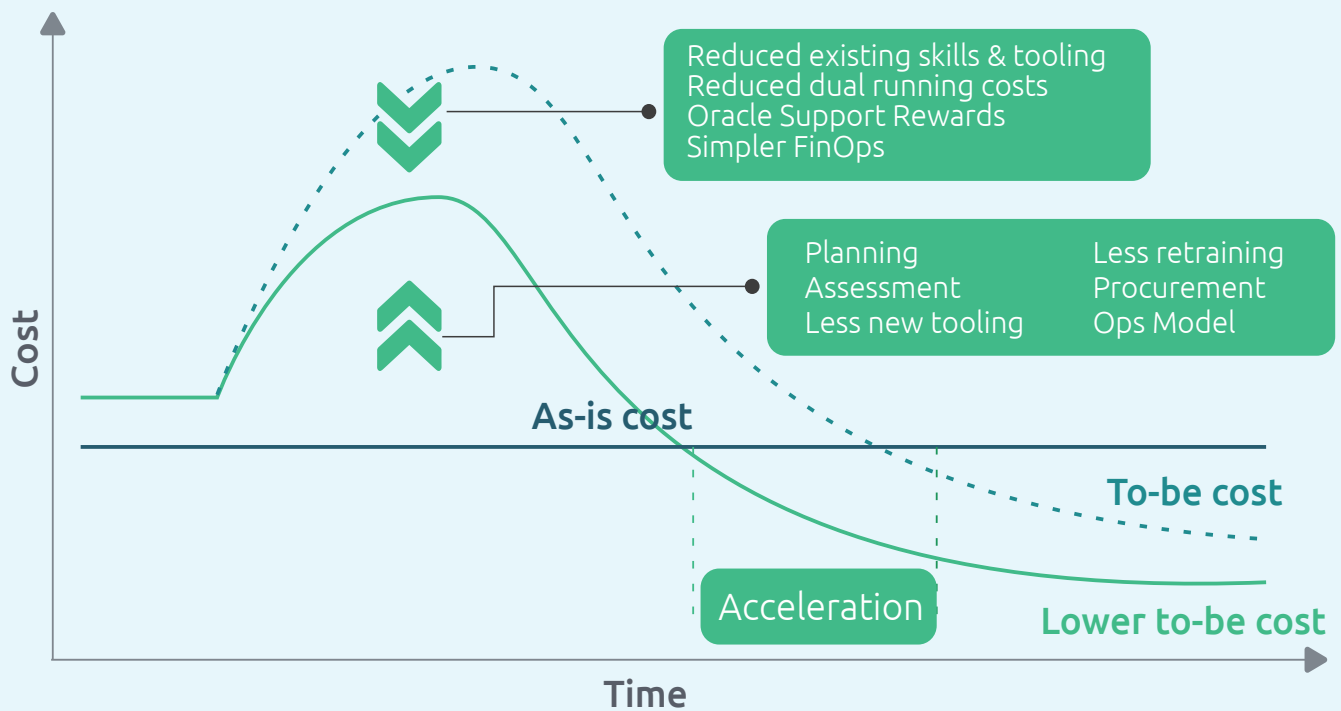 Reduced existing skills & tooling
Reduced dual running costs
Oracle Support Rewards
Simpler FinOps
Planning
Assessment
Less new tooling
Less retraining
Procurement
Ops Model
Cost
As-is cost
To-be cost
Acceleration
Lower to-be cost
Time